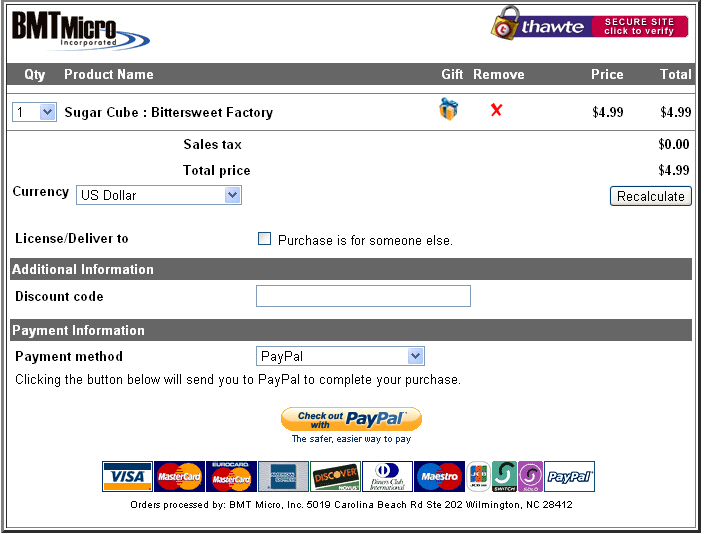 BMTMicro
Incorporated
thawte SECURE SITE
click to verify
Qty Product Name Gift Remove Price Total
1 Sugar Cube : Bittersweet Factory $4.99 $4.99
Sales tax $0.00
Total price $4.99
Currency US Dollar Recalculate
License/Deliver to Purchase is for someone else.
Additional Information
Discount code
Payment Information
Payment method PayPal
Clicking the button below will send you to PayPal to complete your purchase.
Check out with PayPal
The safer, easier way to pay
VISA MasterCard EUROCARD MasterCard AMERICAN EXPRESS DISCOVER NOVUS Diners Club International Maestro JCB SWITCH SOLO PayPal
Orders processed by: BMT Micro, Inc. 5019 Carolina Beach Rd Ste 202 Wilmington, NC 28412